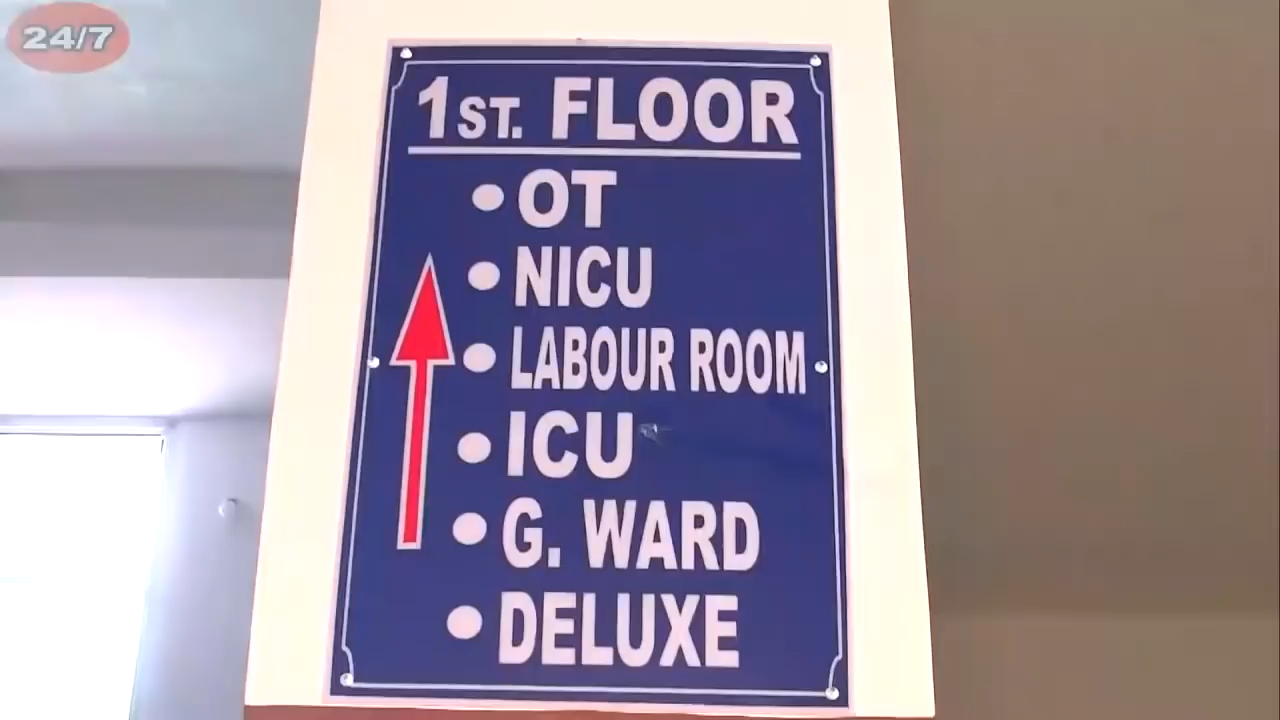 24/7
1ST. FLOOR
• OT
• NICU
• LABOUR ROOM
• ICU
• G. WARD
• DELUXE